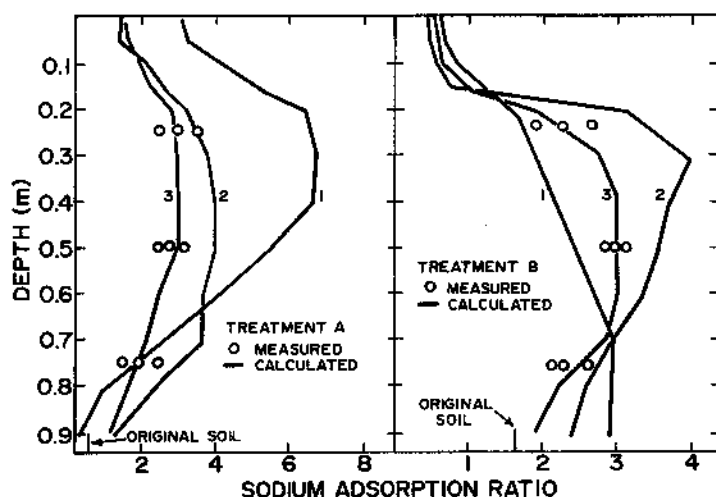 DEPTH (m)
0.1
0.2
0.3
0.4
0.5
0.6
0.7
0.8
0.9
3
2
1
TREATMENT A
MEASURED
CALCULATED
ORIGINAL SOIL
2
4
6
8
1
3
2
TREATMENT B
MEASURED
CALCULATED
ORIGINAL
SOIL
1
2
3
4
SODIUM ADSORPTION RATIO